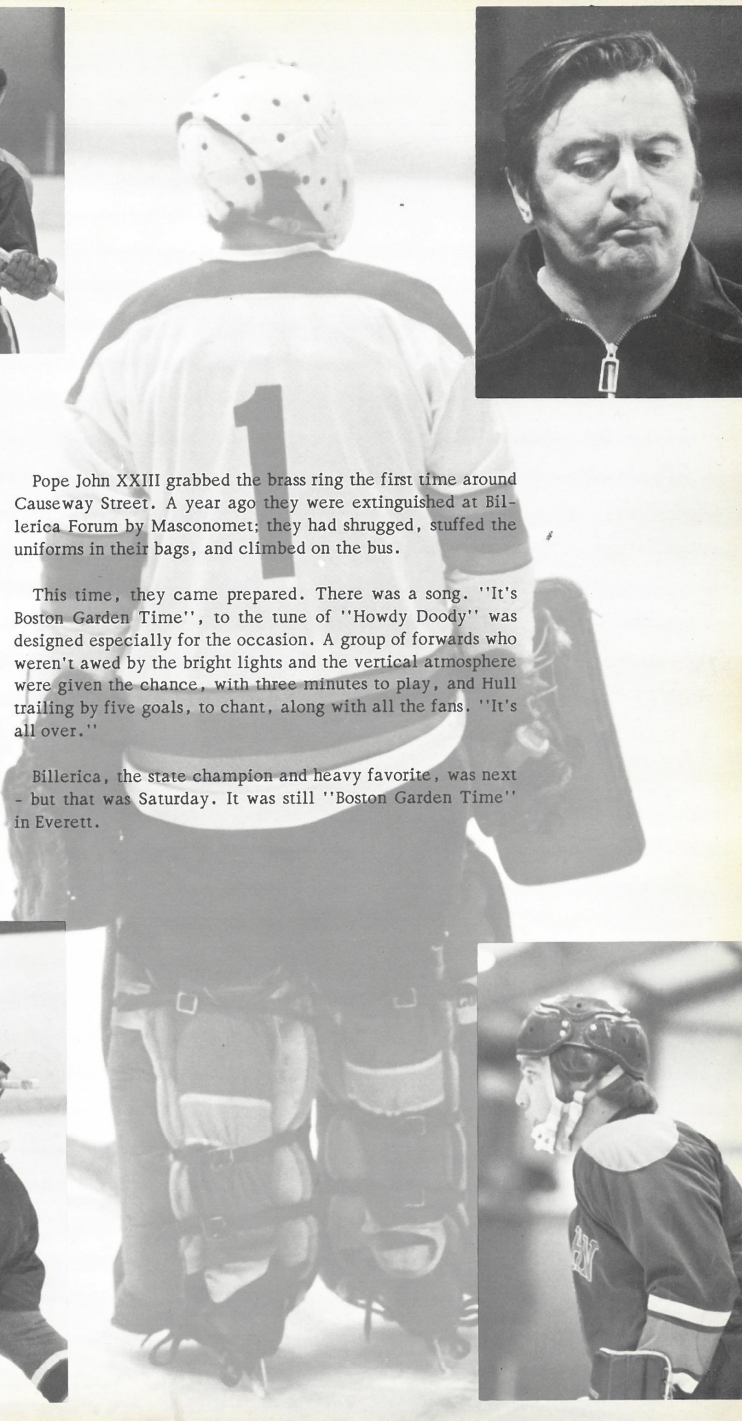 1
Pope John XXIII grabbed the brass ring the first time around
Causeway Street. A year ago they were extinguished at Bil-
lerica Forum by Masconomet; they had shrugged, stuffed the
uniforms in their bags, and climbed on the bus.
This time, they came prepared. There was a song. "It's
Boston Garden Time", to the tune of "Howdy Doody" was
designed especially for the occasion. A group of forwards who
weren't awed by the bright lights and the vertical atmosphere
were given the chance, with three minutes to play, and Hull
trailing by five goals, to chant, along with all the fans. "It's
all over."
Billerica, the state champion and heavy favorite, was next
- but that was Saturday. It was still "Boston Garden Time"
in Everett.
HN